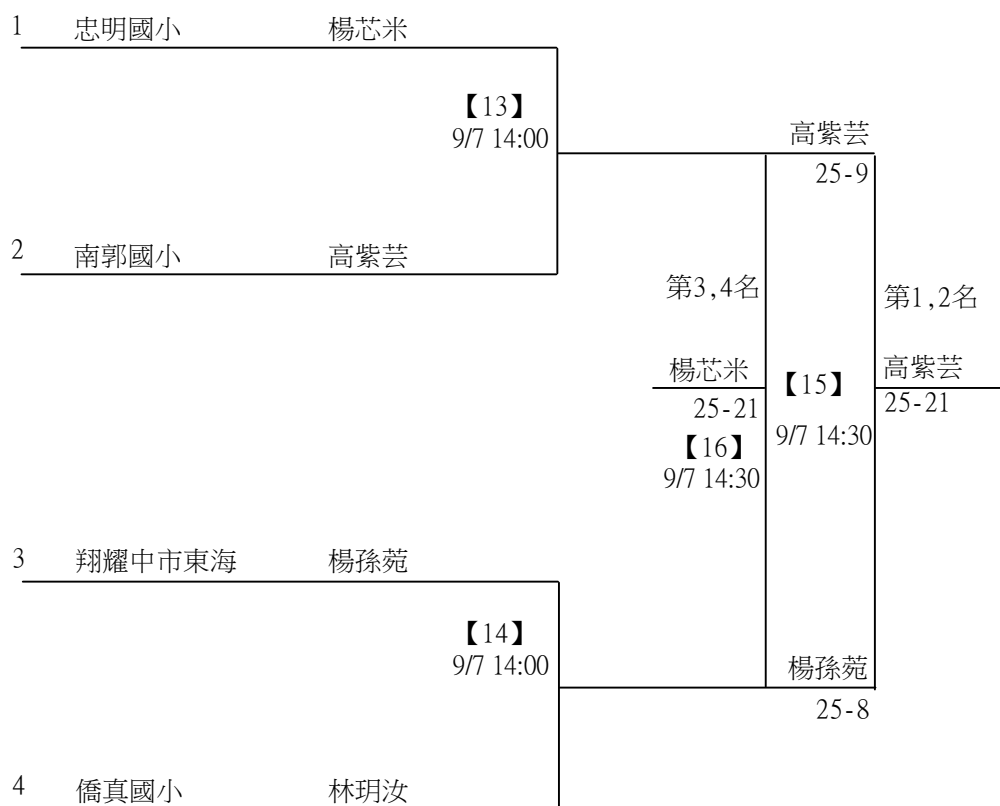 1 忠明國小 楊芯米
【13】
9/7 14:00
高紫芸
25-9
2 南郭國小 高紫芸
第3,4名
第1,2名
楊芯米
25-21
【16】
9/7 14:30
【15】
9/7 14:30
高紫芸
25-21
3 翔耀中市東海 楊孫菀
【14】
9/7 14:00
楊孫菀
25-8
4 僑真國小 林玥汝